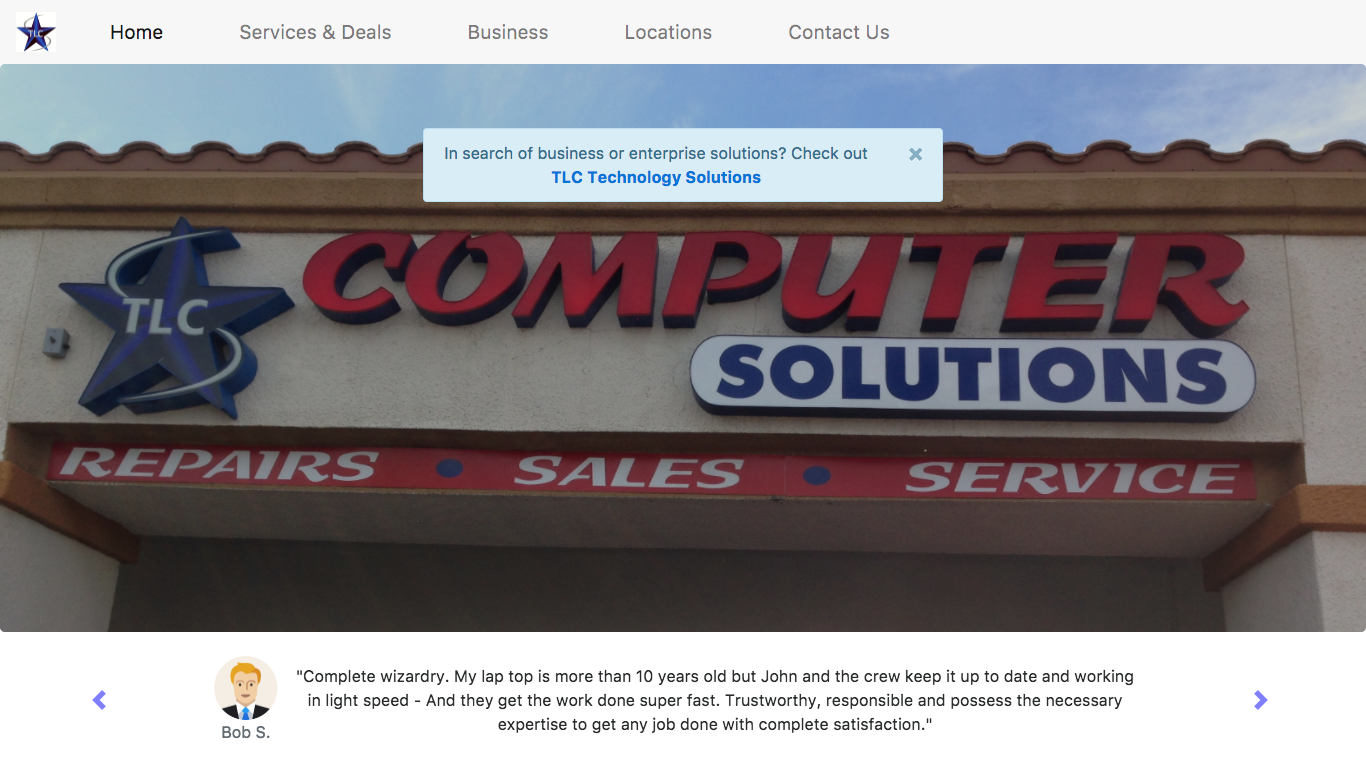 TLC
Home
Services & Deals
Business
Locations
Contact Us
In search of business or enterprise solutions? Check out
TLC Technology Solutions
×
TLC
COMPUTER
SOLUTIONS
REPAIRS • SALES • SERVICE
"Complete wizardry. My lap top is more than 10 years old but John and the crew keep it up to date and working
in light speed - And they get the work done super fast. Trustworthy, responsible and possess the necessary
expertise to get any job done with complete satisfaction."
Bob S.